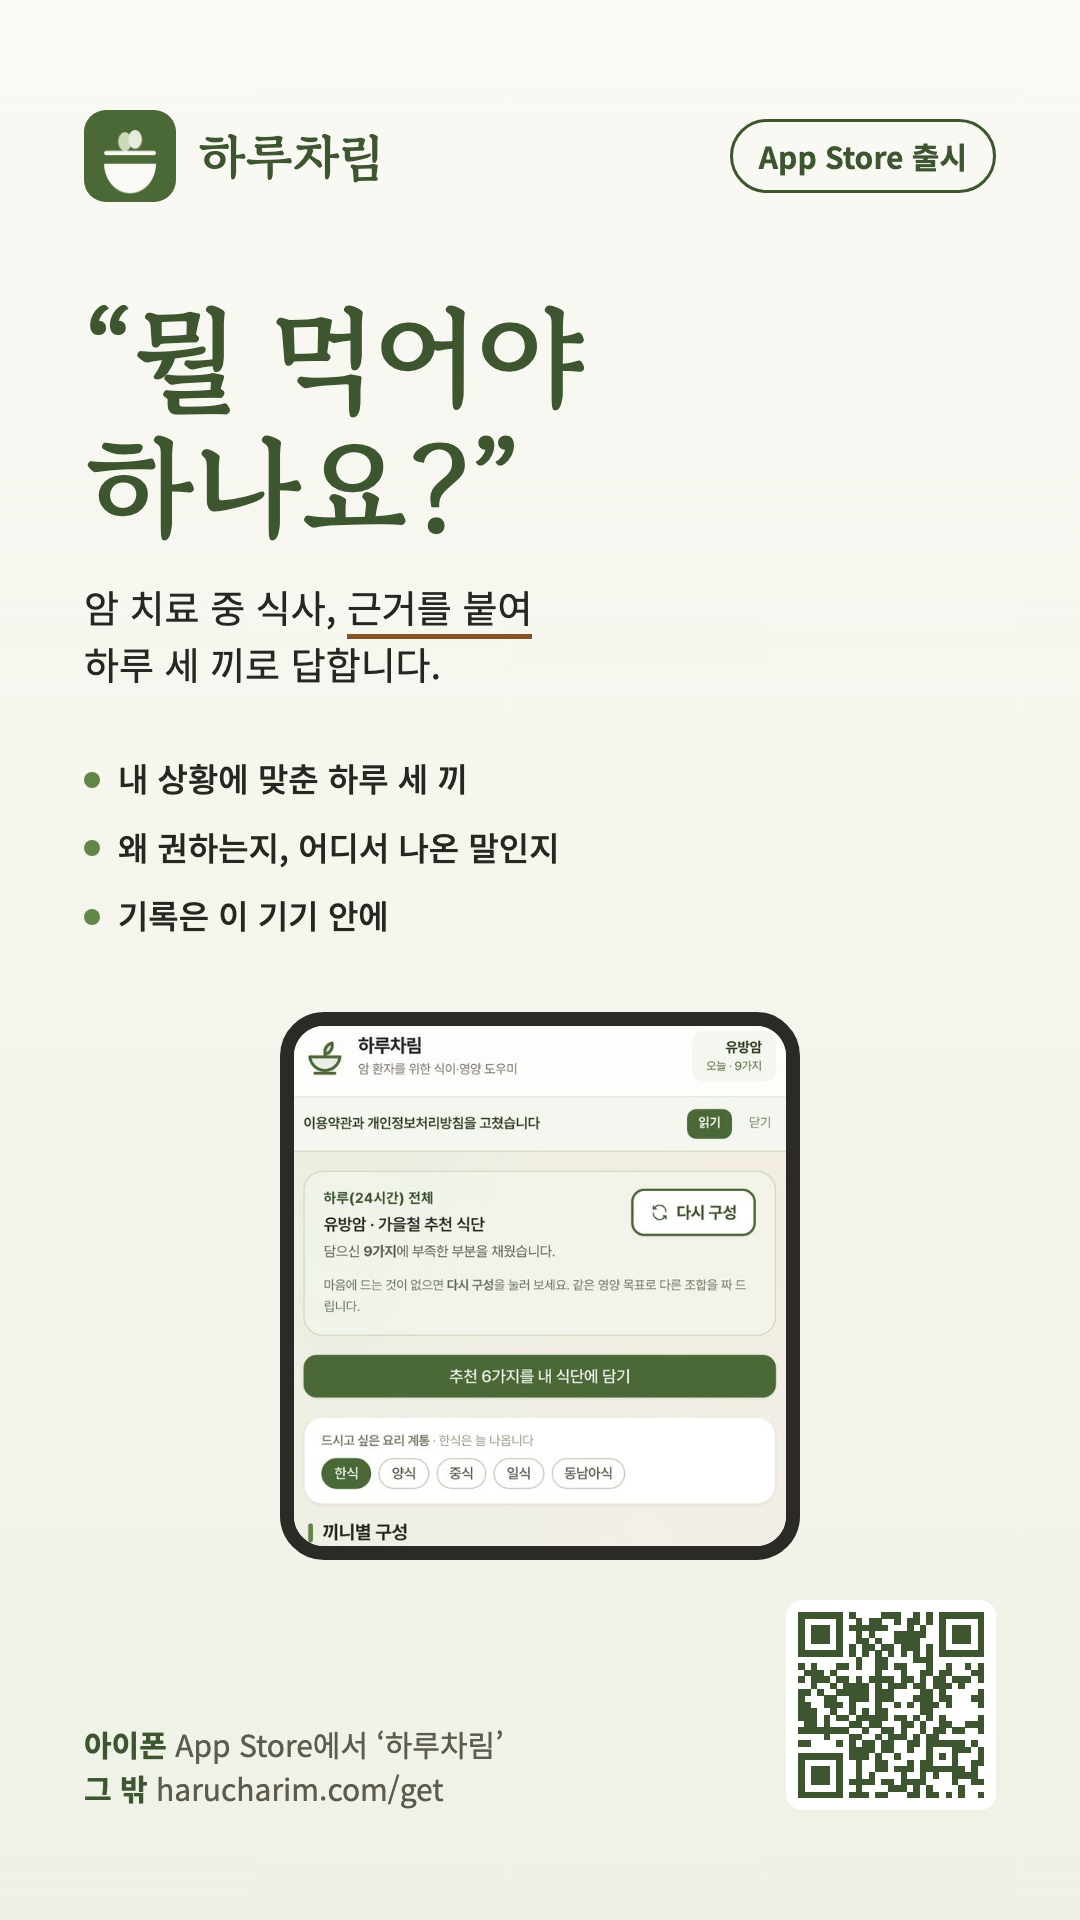 하루차림
App Store 출시
“뭘 먹어야
하나요?”
암 치료 중 식사, 근거를 붙여
하루 세 끼로 답합니다.
내 상황에 맞춘 하루 세 끼
왜 권하는지, 어디서 나온 말인지
기록은 이 기기 안에
하루차림
암 환자를 위한 식이·영양 도우미
유방암
오늘 · 9가지
이용약관과 개인정보처리방침을 고쳤습니다
읽기
닫기
하루(24시간) 전체
유방암 · 가을철 추천 식단
담으신 9가지에 부족한 부분을 채웠습니다.
다시 구성
마음에 드는 것이 없으면 다시 구성을 눌러 보세요. 같은 영양 목표로 다른 조합을 짜 드
립니다.
추천 6가지를 내 식단에 담기
드시고 싶은 요리 계통 · 한식은 늘 나옵니다
한식 양식 중식 일식 동남아식
끼니별 구성
아이폰 App Store에서 ‘하루차림’
그 밖 harucharim.com/get